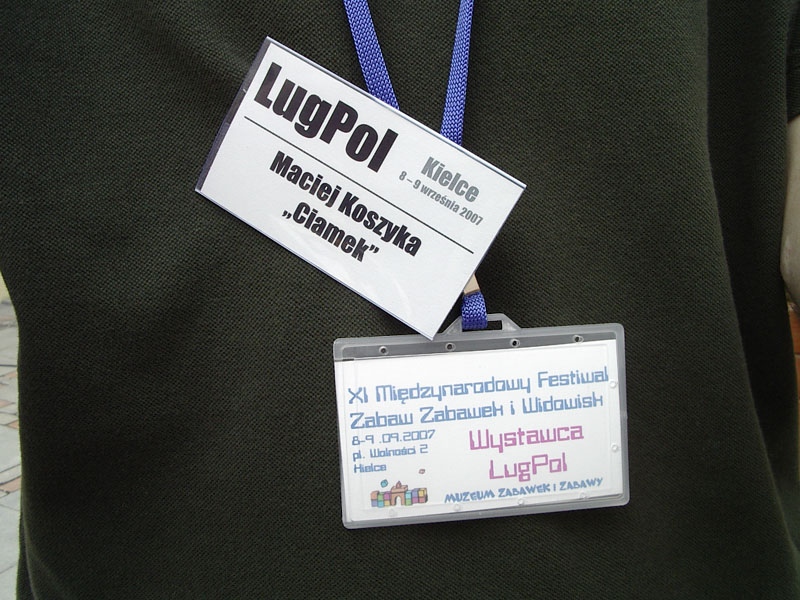 LugPol
Kielce
8 – 9 września 2007
Maciej Koszyka
„Ciamek”
XI Międzynarodowy Festiwal
Zabaw Zabawek i Widowisk
8-9 .09.2007
pl. Wolności 2
Kielce
Wystawca
LugPol
MUZEUM ZABAWEK I ZABAWY